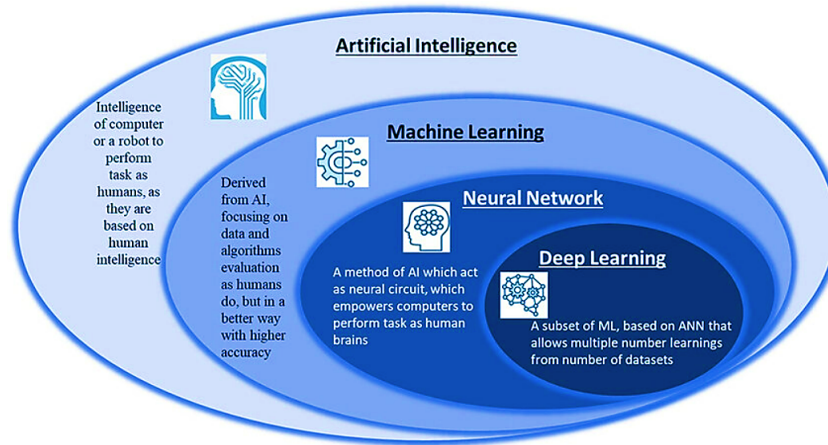 Artificial Intelligence
Intelligence
of computer
or a robot to
perform
task as
humans, as
they are
based on
human
intelligence
Machine Learning
Derived
from AI,
focusing on
data and
algorithms
evaluation
as humans
do, but in a
better way
with higher
accuracy
Neural Network
A method of AI which act
as neural circuit, which
empowers computers to
perform task as human
brains
Deep Learning
A subset of ML, based on ANN that
allows multiple number learnings
from number of datasets